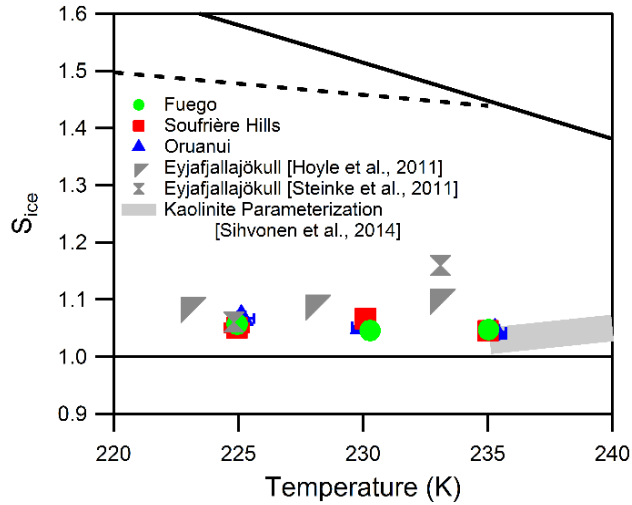 1.6
1.5
1.4
1.3
1.2
1.1
1.0
0.9
Sice
Fuego
Soufrière Hills
Oruanui
Eyjafjallajökull [Hoyle et al., 2011]
Eyjafjallajökull [Steinke et al., 2011]
Kaolinite Parameterization
[Sihvonen et al., 2014]
220 225 230 235 240
Temperature (K)